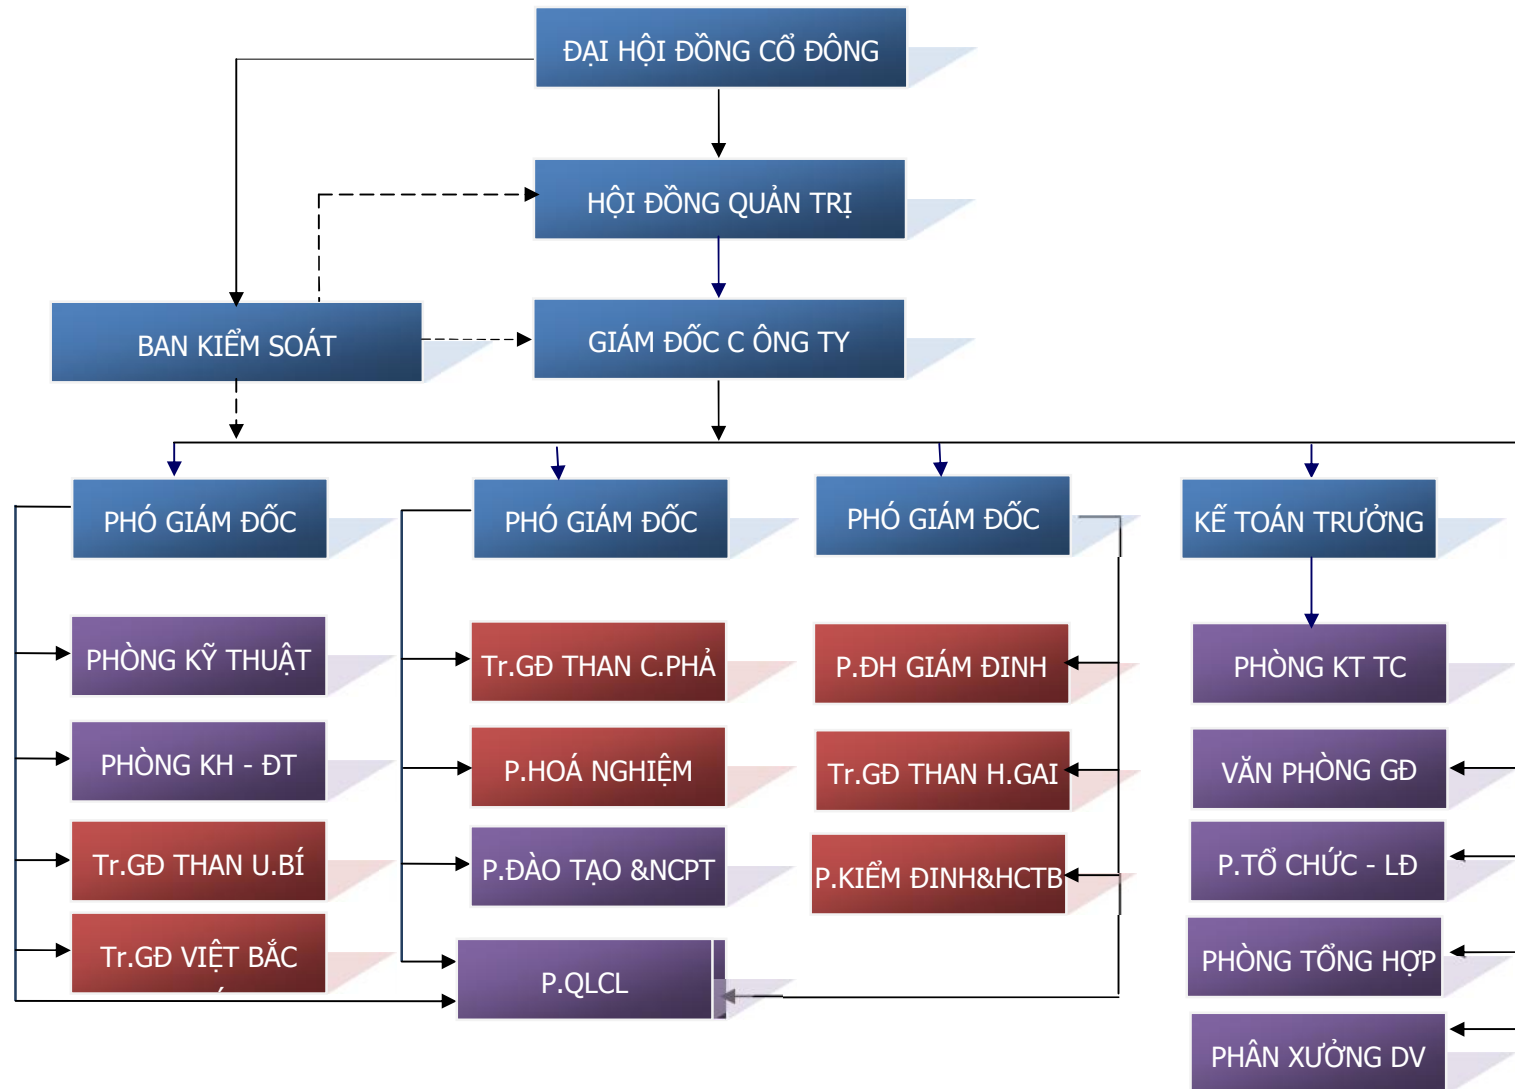 ĐẠI HỘI ĐỒNG CỔ ĐÔNG
HỘI ĐỒNG QUẢN TRỊ
BAN KIỂM SOÁT
GIÁM ĐỐC C ÔNG TY
PHÓ GIÁM ĐỐC
PHÓ GIÁM ĐỐC
PHÓ GIÁM ĐỐC
KẾ TOÁN TRƯỞNG
PHÒNG KỸ THUẬT
Tr.GĐ THAN C.PHẢ
P.ĐH GIÁM ĐINH
PHÒNG KT TC
PHÒNG KH - ĐT
P.HOÁ NGHIỆM
Tr.GĐ THAN H.GAI
VĂN PHÒNG GĐ
Tr.GĐ THAN U.BÍ
P.ĐÀO TẠO &NCPT
P.KIỂM ĐINH&HCTB
P.TỔ CHỨC - LĐ
Tr.GĐ VIỆT BẮC
P.QLCL
PHÒNG TỔNG HỢP
PHÂN XƯỞNG DV